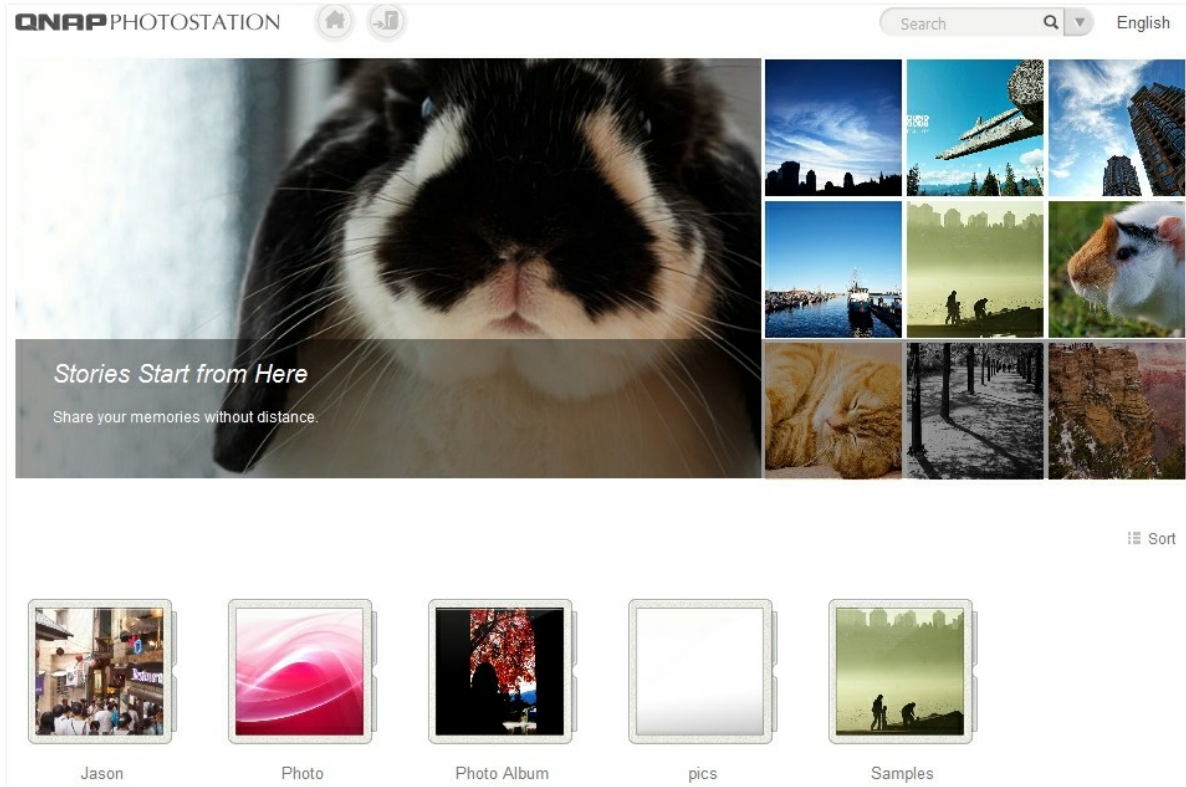 QNAP PHOTOSTATION
Search
English
Stories Start from Here
Share your memories without distance.
Sort
Jason
Photo
Photo Album
pics
Samples